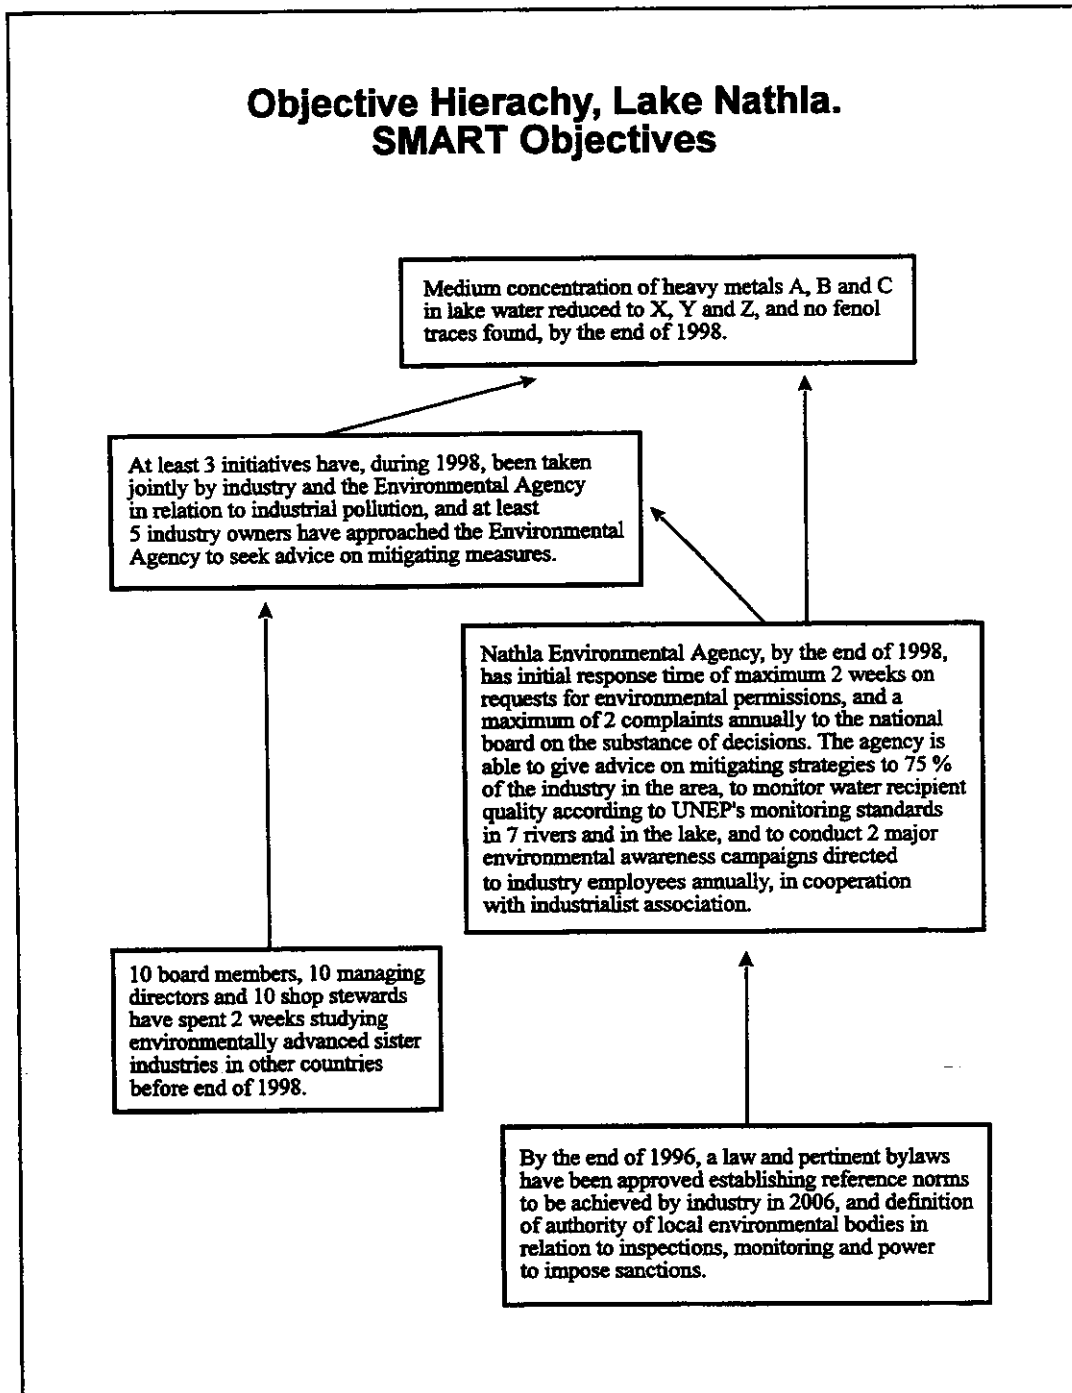 Objective Hierachy, Lake Nathla.
SMART Objectives
Medium concentration of heavy metals A, B and C
in lake water reduced to X, Y and Z, and no fenol
traces found, by the end of 1998.
At least 3 initiatives have, during 1998, been taken
jointly by industry and the Environmental Agency
in relation to industrial pollution, and at least
5 industry owners have approached the Environmental
Agency to seek advice on mitigating measures.
Nathla Environmental Agency, by the end of 1998,
has initial response time of maximum 2 weeks on
requests for environmental permissions, and a
maximum of 2 complaints annually to the national
board on the substance of decisions. The agency is
able to give advice on mitigating strategies to 75 %
of the industry in the area, to monitor water recipient
quality according to UNEP's monitoring standards
in 7 rivers and in the lake, and to conduct 2 major
environmental awareness campaigns directed
to industry employees annually, in cooperation
with industrialist association.
10 board members, 10 managing
directors and 10 shop stewards
have spent 2 weeks studying
environmentally advanced sister
industries in other countries
before end of 1998.
By the end of 1996, a law and pertinent bylaws
have been approved establishing reference norms
to be achieved by industry in 2006, and definition
of authority of local environmental bodies in
relation to inspections, monitoring and power
to impose sanctions.